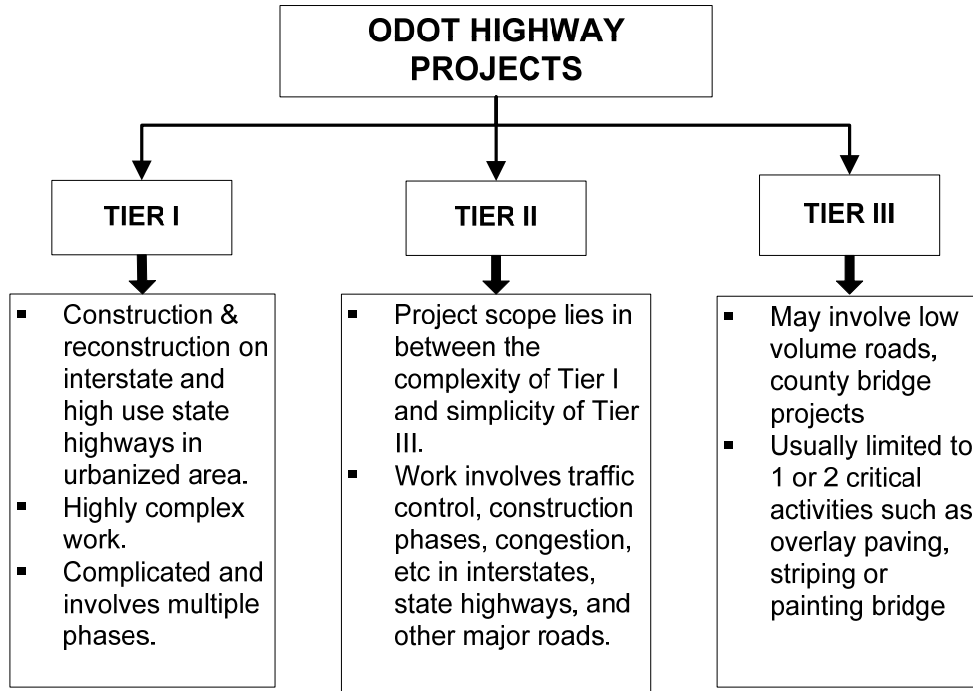 ODOT HIGHWAY
PROJECTS
TIER I
TIER II
TIER III
▪ Construction &
reconstruction on
interstate and
high use state
highways in
urbanized area.
▪ Highly complex
work.
▪ Complicated and
involves multiple
phases.
▪ Project scope lies in
between the
complexity of Tier I
and simplicity of Tier
III.
▪ Work involves traffic
control, construction
phases, congestion,
etc in interstates,
state highways, and
other major roads.
▪ May involve low
volume roads,
county bridge
projects
▪ Usually limited to
1 or 2 critical
activities such as
overlay paving,
striping or
painting bridge